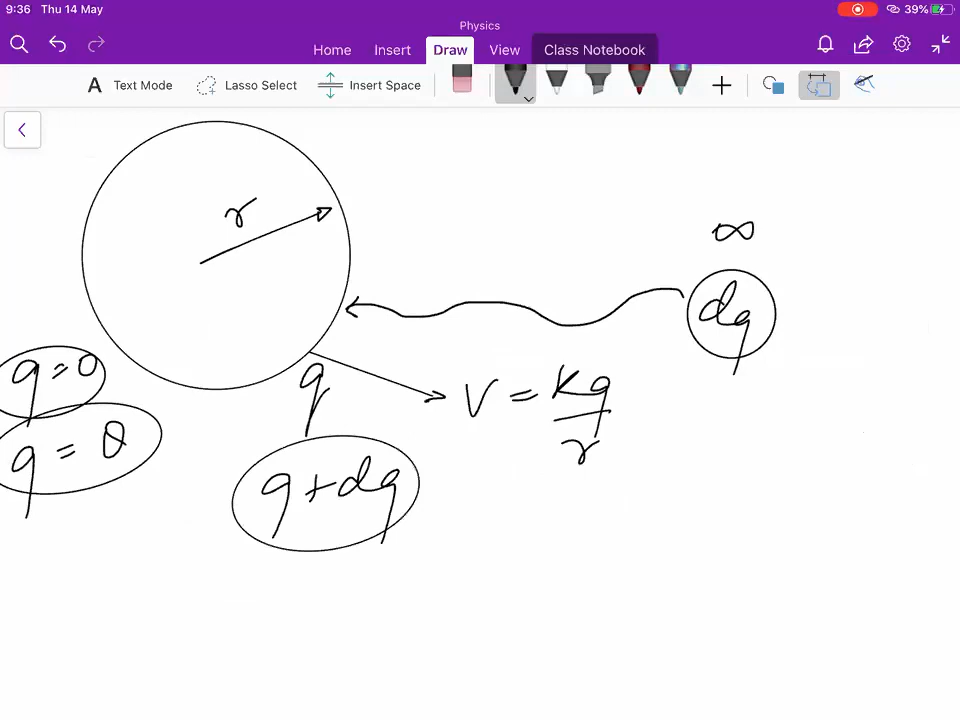 9:36 Thu 14 May 39%
Physics
Home Insert Draw View Class Notebook
A Text Mode Lasso Select Insert Space
r
∞
dq
q = 0
q
V = Kq/r
q = Q
q + dq